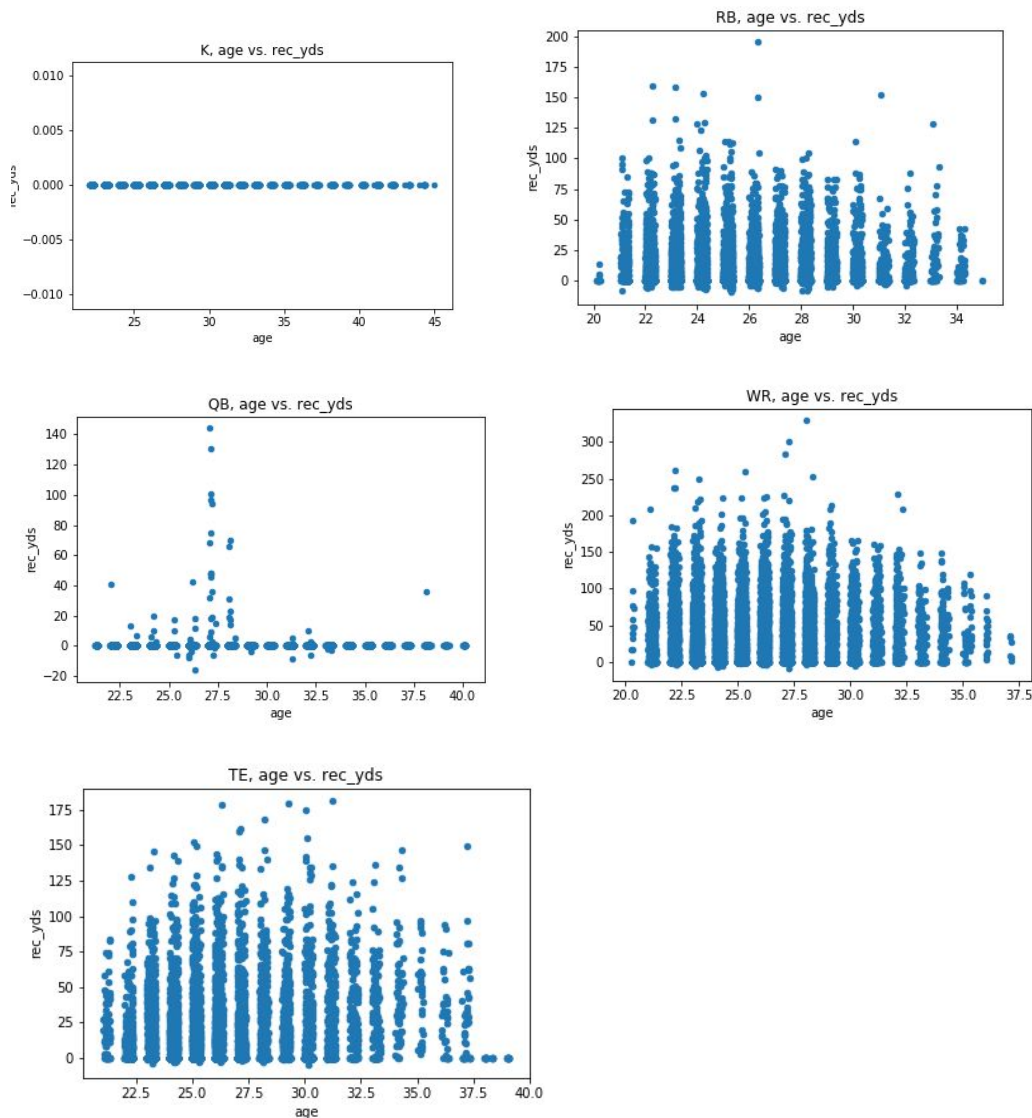 K, age vs. rec_yds
0.010
0.005
0.000
−0.005
−0.010
rec_yds
25 30 35 40 45
age
RB, age vs. rec_yds
200
175
150
125
100
75
50
25
0
rec_yds
20 22 24 26 28 30 32 34
age
QB, age vs. rec_yds
140
120
100
80
60
40
20
0
−20
rec_yds
22.5 25.0 27.5 30.0 32.5 35.0 37.5 40.0
age
WR, age vs. rec_yds
300
250
200
150
100
50
0
rec_yds
20.0 22.5 25.0 27.5 30.0 32.5 35.0 37.5
age
TE, age vs. rec_yds
175
150
125
100
75
50
25
0
rec_yds
22.5 25.0 27.5 30.0 32.5 35.0 37.5 40.0
age